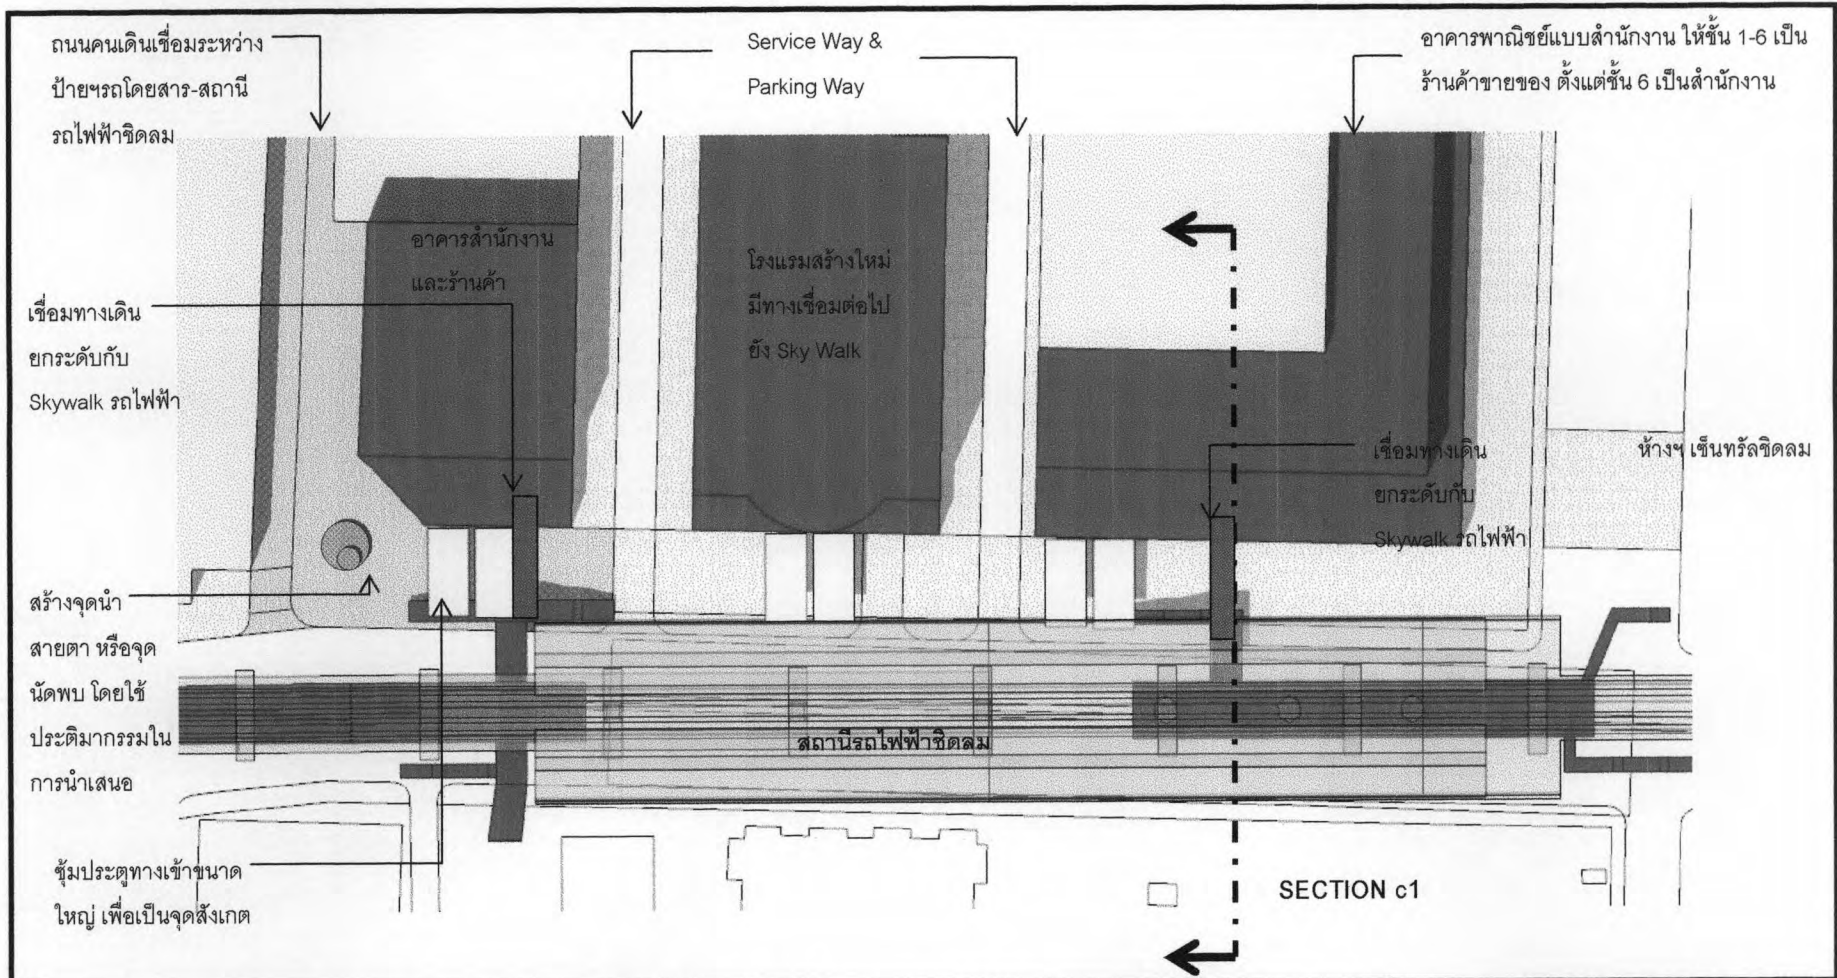 ถนนคนเดินเชื่อมระหว่าง
ป้ายฯรถโดยสาร-สถานี
รถไฟฟ้าชิดลม
Service Way &
Parking Way
อาคารพาณิชย์แบบสำนักงาน ให้ชั้น 1-6 เป็น
ร้านค้าขายของ ตั้งแต่ชั้น 6 เป็นสำนักงาน
อาคารสำนักงาน
และร้านค้า
โรงแรมสร้างใหม่
มีทางเชื่อมต่อไป
ยัง Sky Walk
เชื่อมทางเดิน
ยกระดับกับ
Skywalk รถไฟฟ้า
เชื่อมทางเดิน
ยกระดับกับ
Skywalk รถไฟฟ้า
ห้างฯ เซ็นทรัลชิดลม
สร้างจุดนำ
สายตา หรือจุด
นัดพบ โดยใช้
ประติมากรรมใน
การนำเสนอ
สถานีรถไฟฟ้าชิดลม
ซุ้มประตูทางเข้าขนาด
ใหญ่ เพื่อเป็นจุดสังเกต
SECTION c1